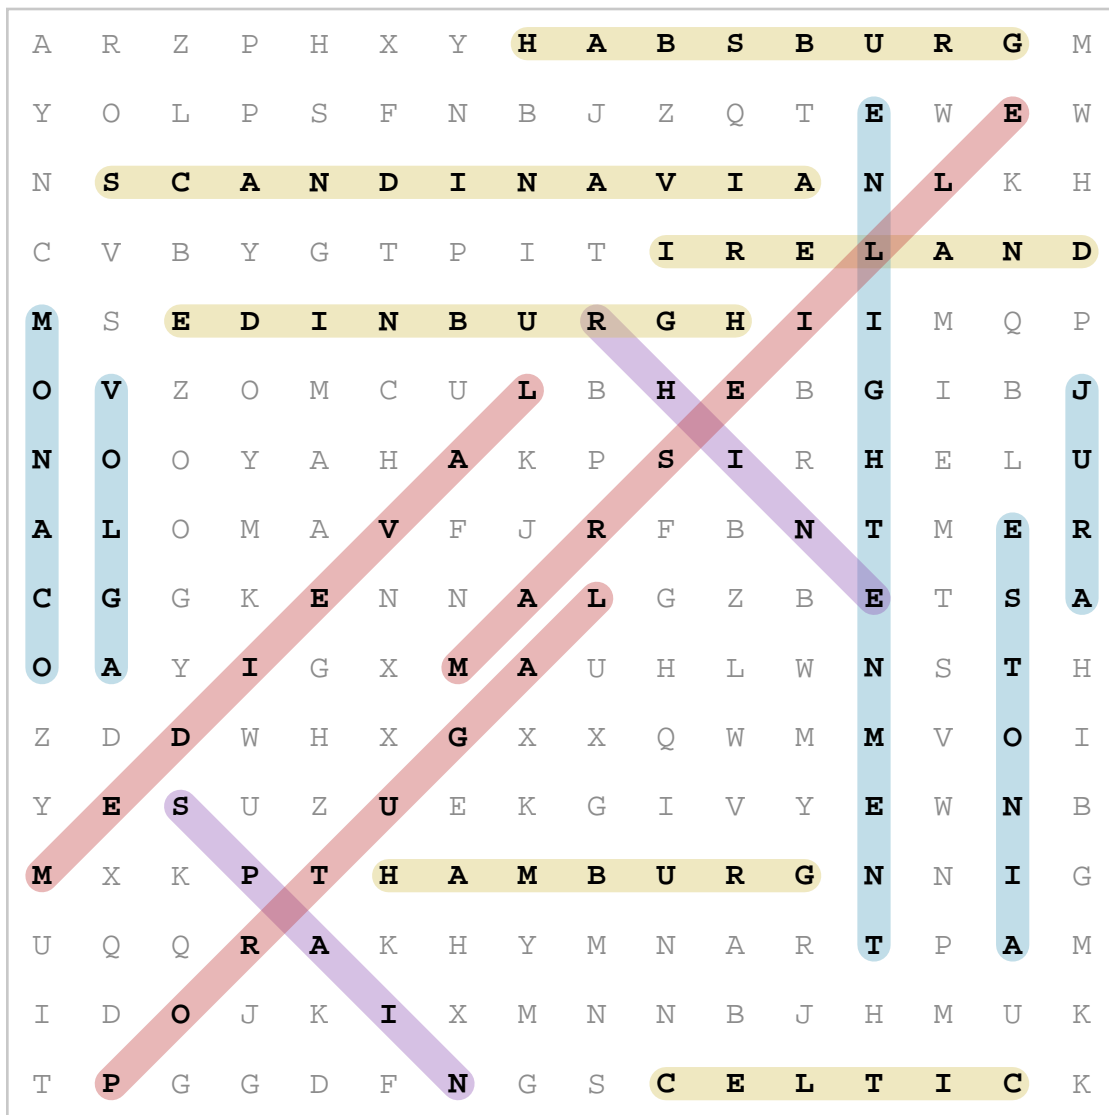 A R Z P H X Y H A B S B U R G M
Y O L P S F N B J Z Q T E W E W
N S C A N D I N A V I A N L K H
C V B Y G T P I T I R E L A N D
M S E D I N B U R G H I I M Q P
O V Z O M C U L B H E B G I B J
N O O Y A H A K P S I R H E L U
A L O M A V F J R F B N T M E R
C G G K E N N A L G Z B E T S A
O A Y I G X M A U H L W N S T H
Z D D W H X G X X Q W M M V O I
Y E S U Z U E K G I V Y E W N B
M X K P T H A M B U R G N N I G
U Q Q R A K H Y M N A R T P A M
I D O J K I X M N N B J H M U K
T P G G D F N G S C E L T I C K